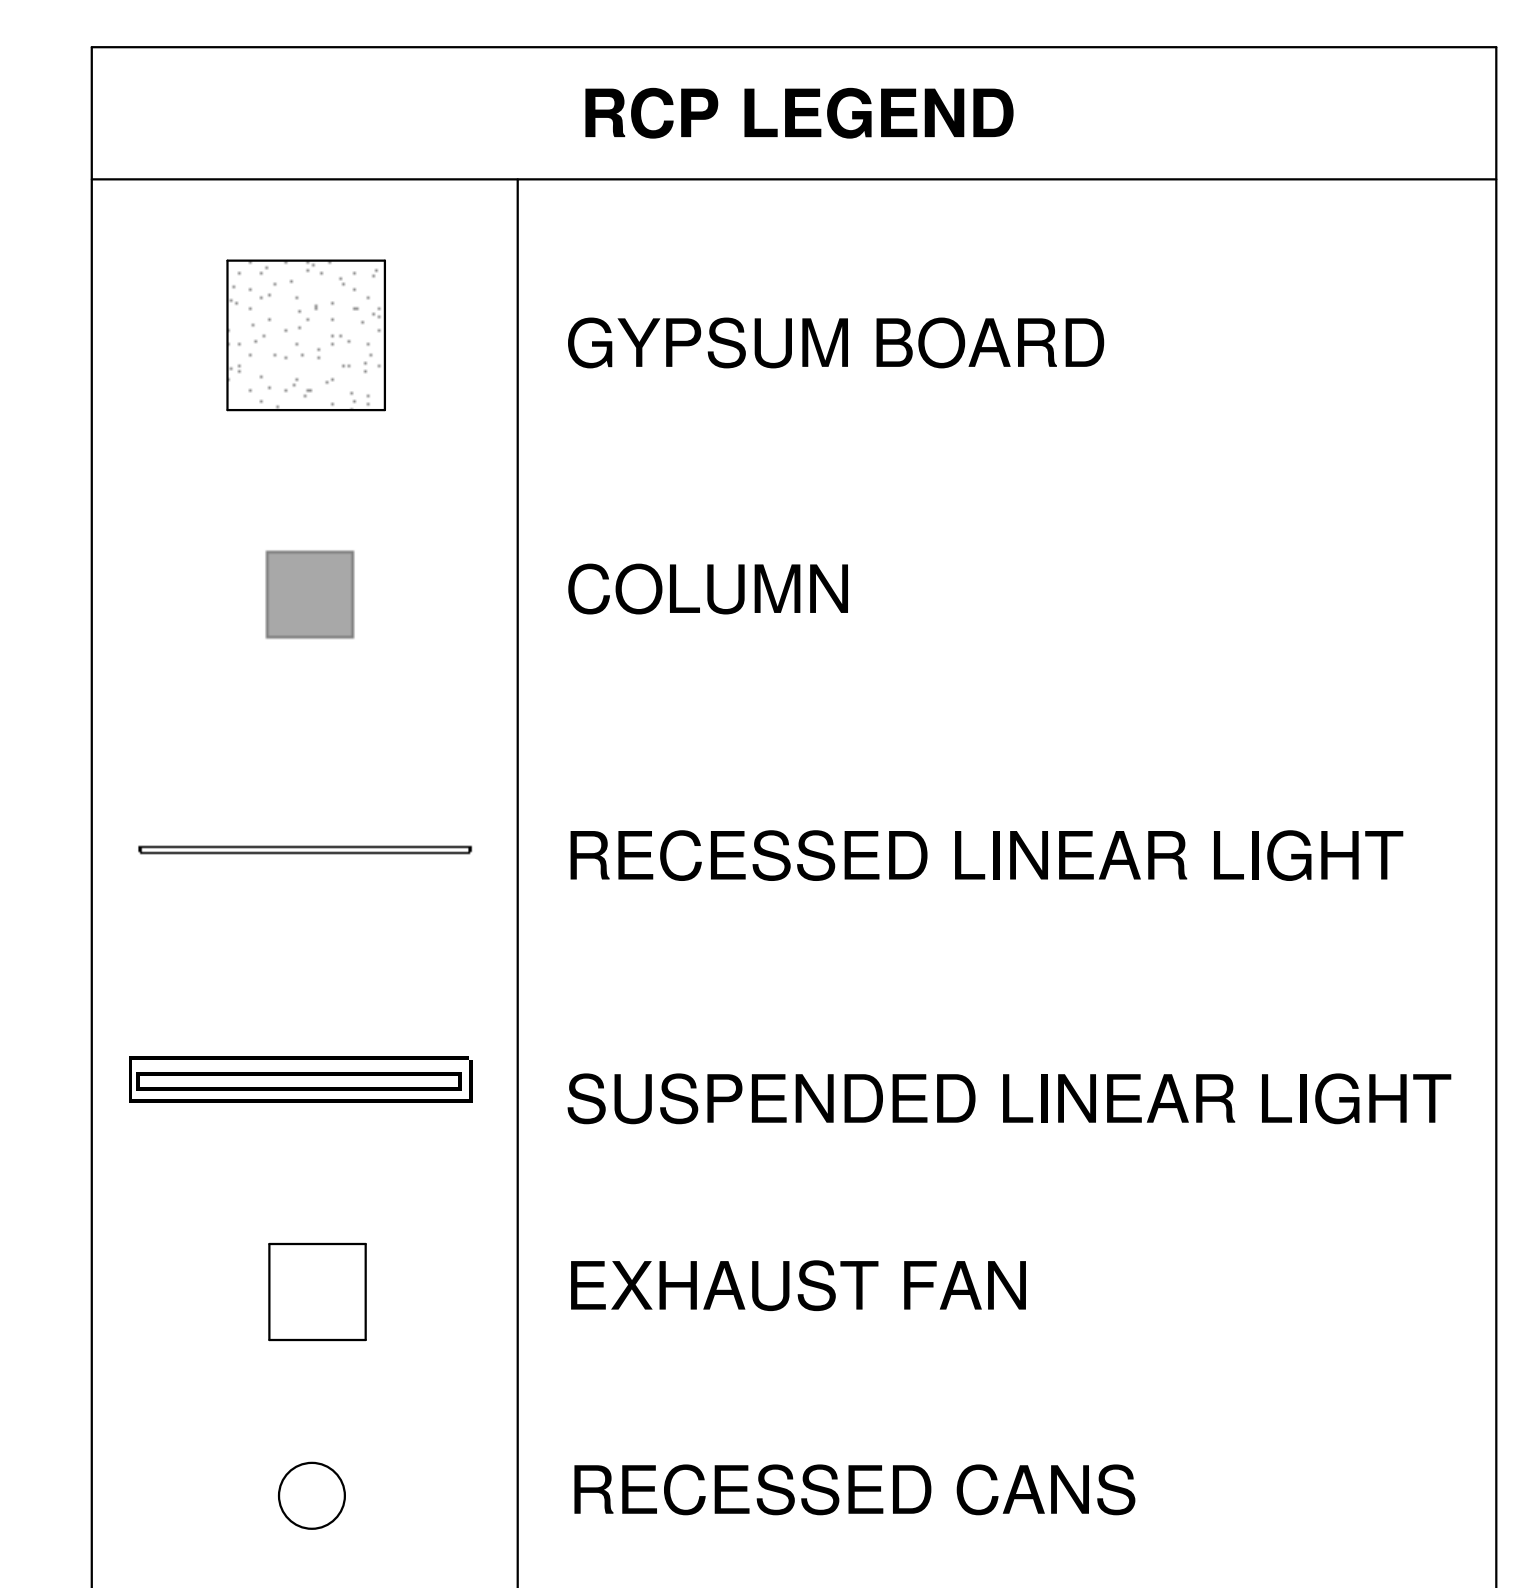 RCP LEGEND
GYPSUM BOARD
COLUMN
RECESSED LINEAR LIGHT
SUSPENDED LINEAR LIGHT
EXHAUST FAN
RECESSED CANS